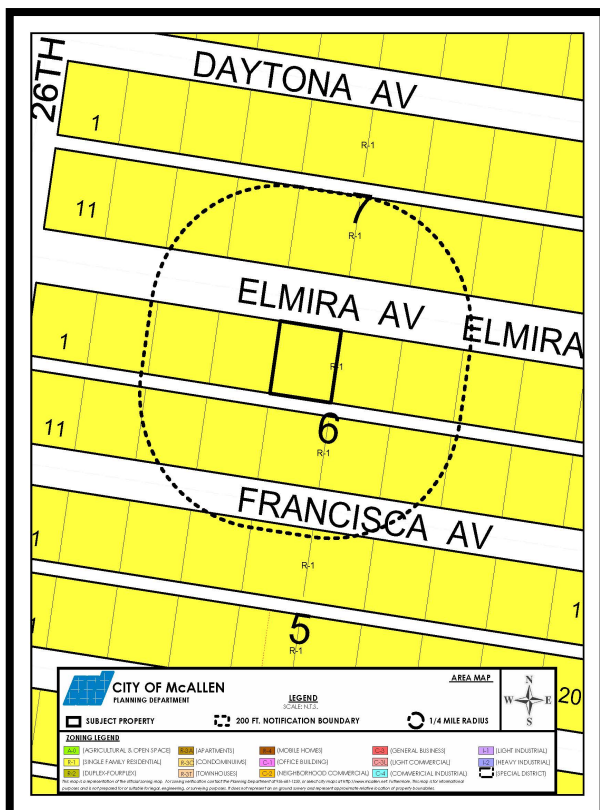 26TH
DAYTONA AV
1
R-1
11
7
R-1
ELMIRA AV
ELMIRA
1
R-1
6
11
R-1
FRANCISCA AV
1
R-1
1
5
1
R-1
20
CITY OF McALLEN
PLANNING DEPARTMENT
AREA MAP
LEGEND
SCALE: N.T.S.
N
W E
S
SUBJECT PROPERTY
200 FT. NOTIFICATION BOUNDARY
1/4 MILE RADIUS
ZONING LEGEND
A-O (AGRICULTURAL & OPEN SPACE) R-3A (APARTMENTS) R-4 (MOBILE HOMES) C-3 (GENERAL BUSINESS) I-1 (LIGHT INDUSTRIAL)
R-1 (SINGLE FAMILY RESIDENTIAL) R-3C (CONDOMINIUMS) C-1 (OFFICE BUILDING) C-3L (LIGHT COMMERCIAL) I-2 (HEAVY INDUSTRIAL)
R-2 (DUPLEX-FOURPLEX) R-3T (TOWNHOUSES) C-2 (NEIGHBORHOOD COMMERCIAL) C-4 (COMMERCIAL INDUSTRIAL) (SPECIAL DISTRICT)